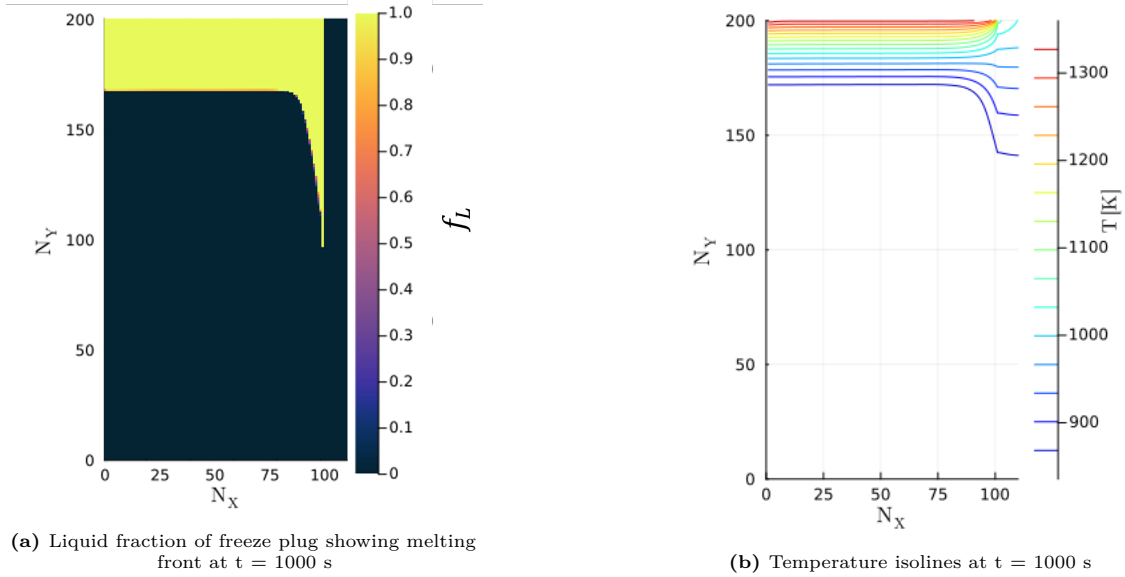 200
150
100
50
0
N_Y
0 25 50 75 100
N_X
1.0
0.9
0.8
0.7
0.6
0.5
0.4
0.3
0.2
0.1
0
f_L
(a) Liquid fraction of freeze plug showing melting
front at t = 1000 s
200
150
100
50
0
N_Y
0 25 50 75 100
N_X
1300
1200
1100
1000
900
T [K]
(b) Temperature isolines at t = 1000 s